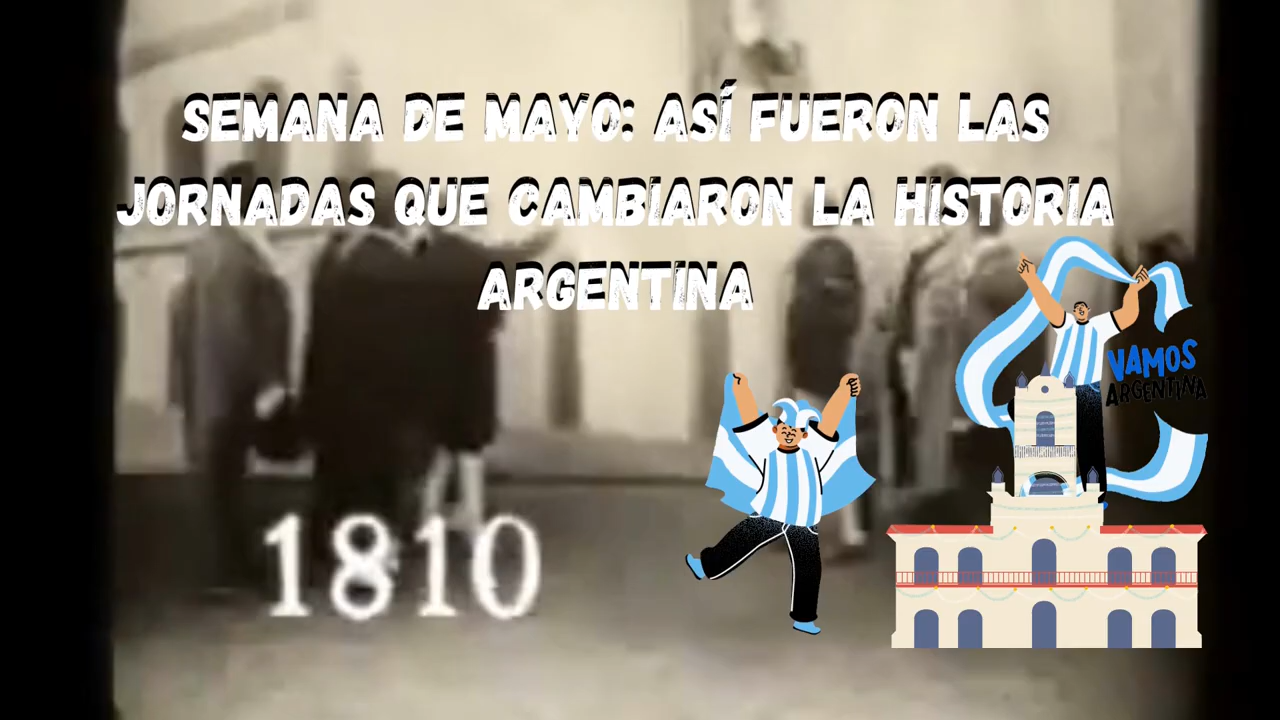 SEMANA DE MAYO: ASÍ FUERON LAS
JORNADAS QUE CAMBIARON LA HISTORIA
ARGENTINA
VAMOS
ARGENTINA
1810